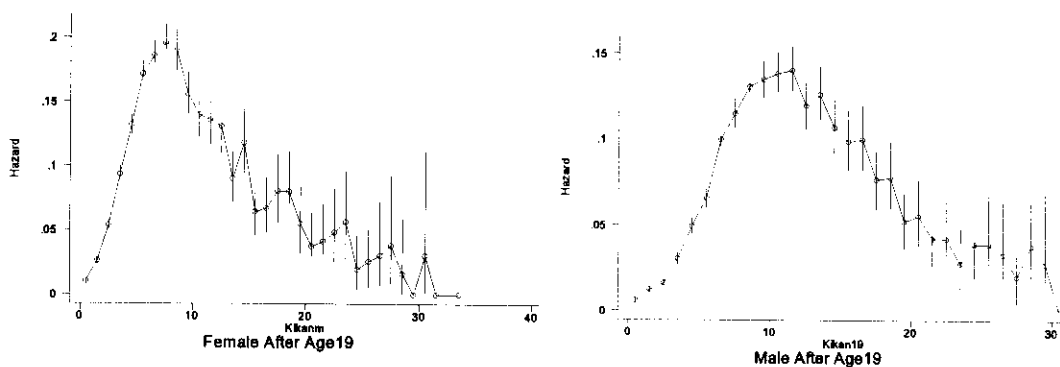 .2
.15
.1
.05
0
Hazard
0 10 20 30 40
Kikanm
Female After Age19
.15
.1
.05
0
Hazard
0 10 20 30
Kikan19
Male After Age19